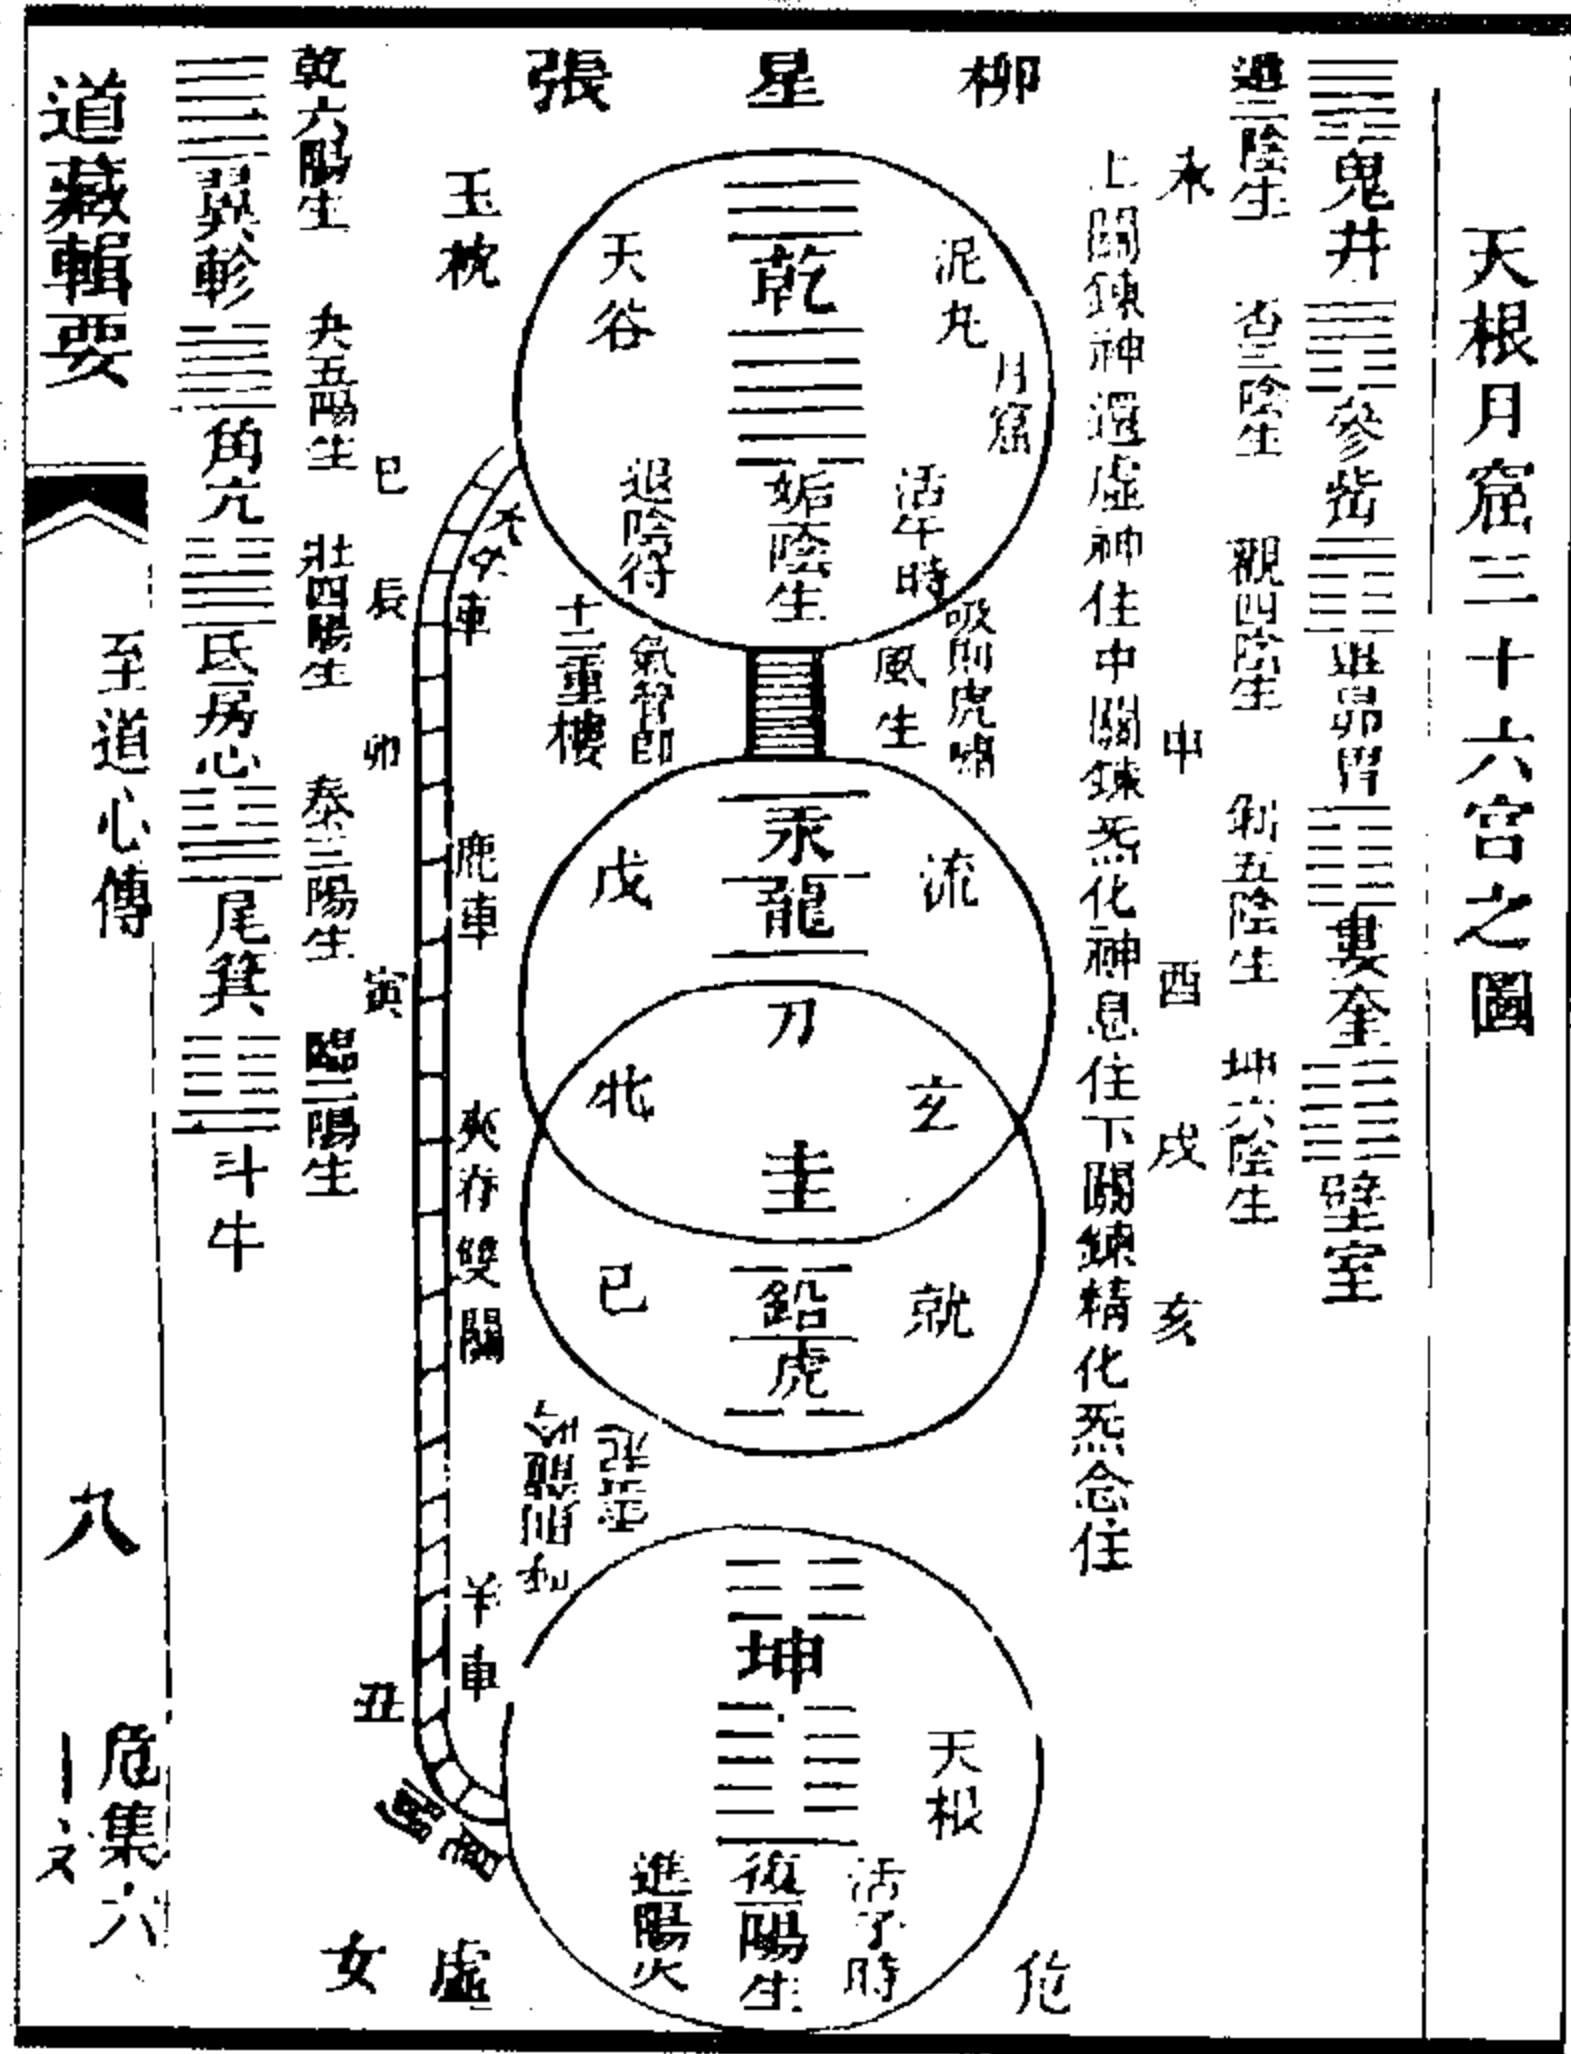 天根月窟三十六宮之圖
鬼井
參觜
畢昴胃
婁奎
壁室
遯二陰生
否三陰生
觀四陰生
剝五陰生
坤六陰生
未
申
酉
戌
亥
上關鍊神還虛神住中關鍊炁化神息住下關鍊精化炁念住
柳
星
張
泥丸
月窟
乾
天谷
活午時
姤一陰生
退陰符
吸則虎嘯
風生
氣管即
十二重樓
流
汞龍
戊
刀
玄
牝
圭
就
鉛虎
已
雲起
呼則龍吟
坤
天根
活子時
復一陽生
進陽火
危
虛
女
玉枕
大牛車
鹿車
夾脊雙關
羊車
尾閭
巳
辰
卯
寅
丑
乾六陽生
夬五陽生
壯四陽生
泰三陽生
臨二陽生
翼軫
角亢
氐房心
尾箕
斗牛
道藏輯要
至道心傳
八
危集六